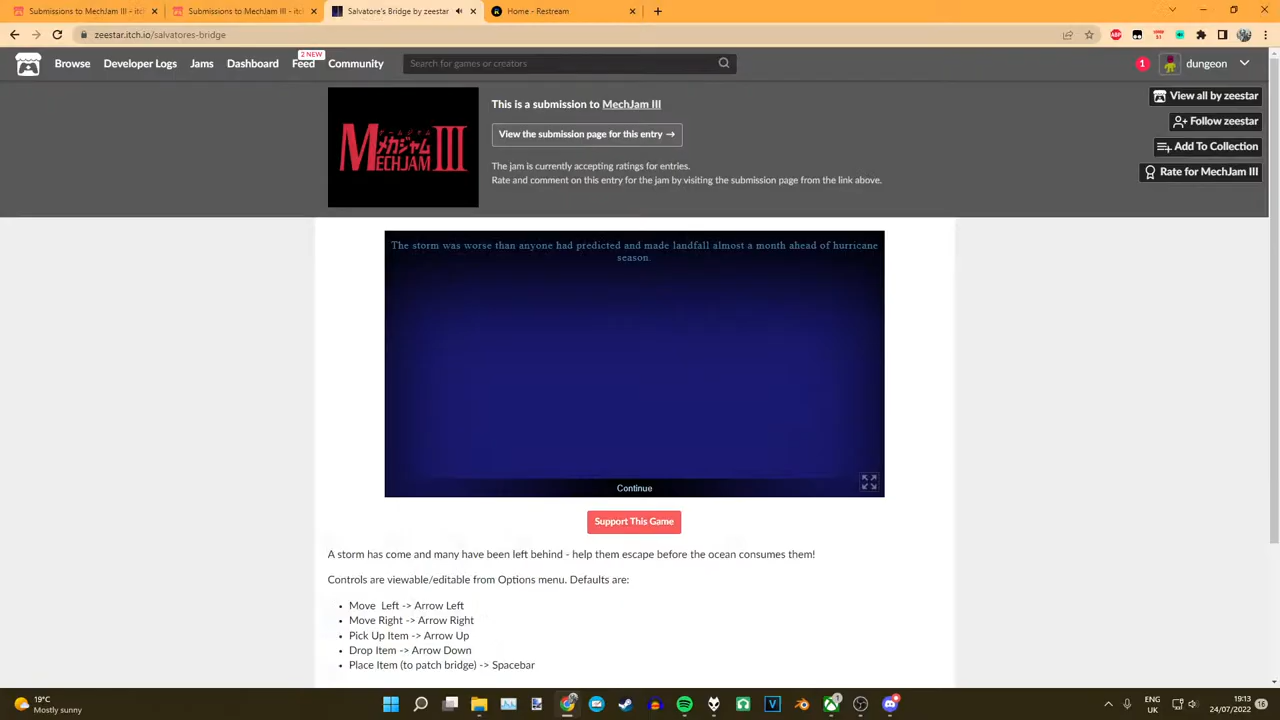 Submissions to MechJam III - itc
Submissions to MechJam III - itc
Salvatore's Bridge by zeestar
Home - Restream
zeestar.itch.io/salvatores-bridge
ABP
2 NEW
Browse
Developer Logs
Jams
Dashboard
Feed
Community
Search for games or creators
1
dungeon
メカジャム
MECHJAM III
This is a submission to MechJam III
View the submission page for this entry →
The jam is currently accepting ratings for entries.
Rate and comment on this entry for the jam by visiting the submission page from the link above.
View all by zeestar
Follow zeestar
Add To Collection
Rate for MechJam III
The storm was worse than anyone had predicted and made landfall almost a month ahead of hurricane
season.
Continue
Support This Game
A storm has come and many have been left behind - help them escape before the ocean consumes them!
Controls are viewable/editable from Options menu. Defaults are:
• Move Left -> Arrow Left
• Move Right -> Arrow Right
• Pick Up Item -> Arrow Up
• Drop Item -> Arrow Down
• Place Item (to patch bridge) -> Spacebar
19°C
Mostly sunny
ENG
UK
19:13
24/07/2022